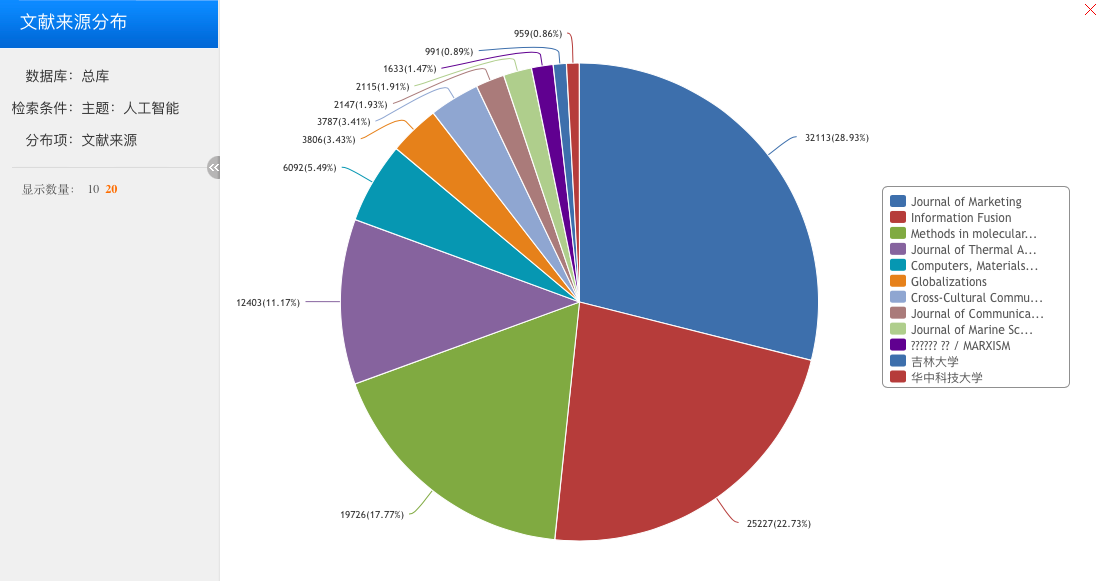 文献来源分布
数据库：总库
检索条件：主题：人工智能
分布项：文献来源
显示数量： 10 20
959(0.86%)
991(0.89%)
1633(1.47%)
2115(1.91%)
2147(1.93%)
3787(3.41%)
3806(3.43%)
6092(5.49%)
12403(11.17%)
19726(17.77%)
32113(28.93%)
25227(22.73%)
Journal of Marketing
Information Fusion
Methods in molecular...
Journal of Thermal A...
Computers, Materials...
Globalizations
Cross-Cultural Commu...
Journal of Communica...
Journal of Marine Sc...
?????? ?? / MARXISM
吉林大学
华中科技大学